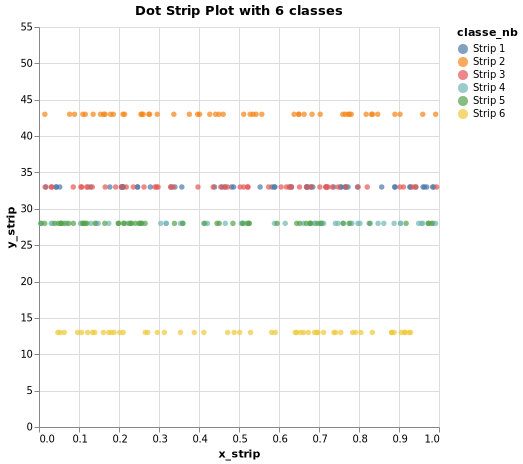 Dot Strip Plot with 6 classes
classe_nb
Strip 1
Strip 2
Strip 3
Strip 4
Strip 5
Strip 6
y_strip
55
50
45
40
35
30
25
20
15
10
5
0
0.0 0.1 0.2 0.3 0.4 0.5 0.6 0.7 0.8 0.9 1.0
x_strip